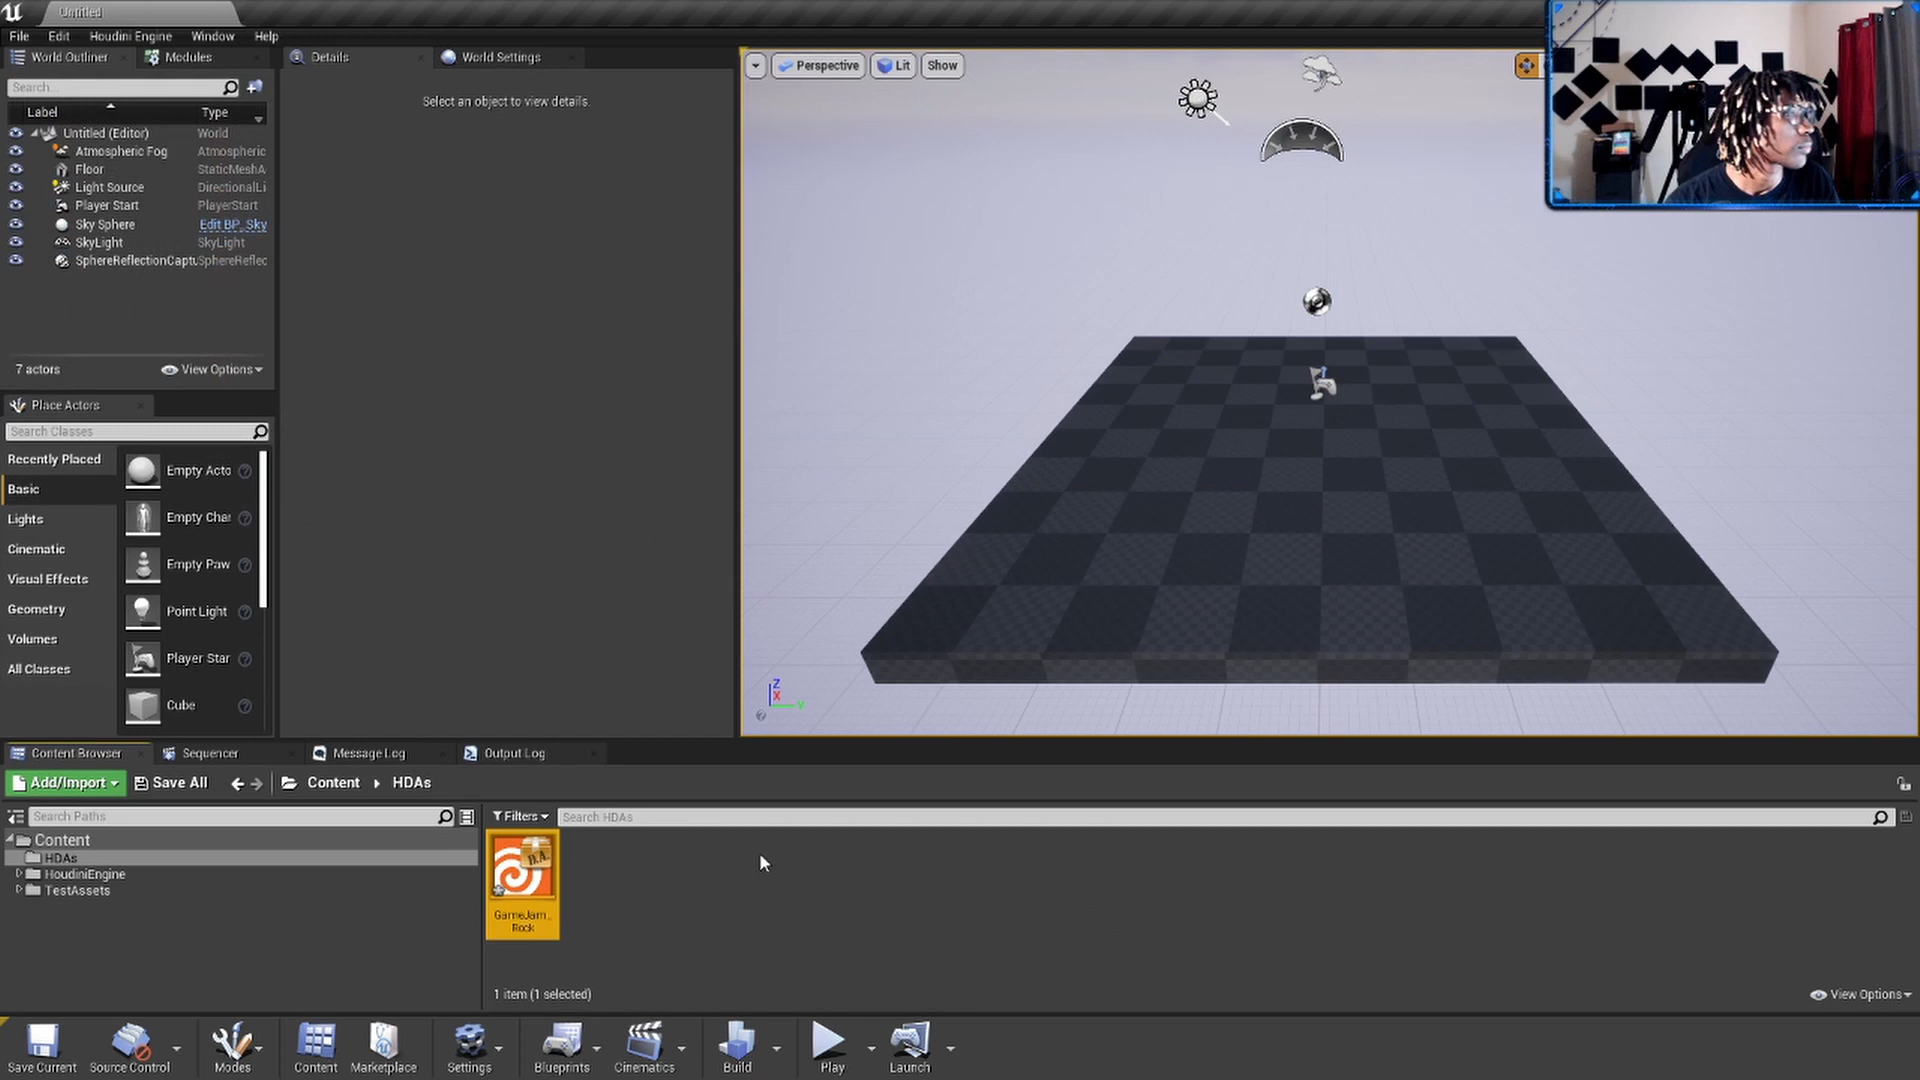 Untitled
File Edit Houdini Engine Window Help
World Outliner Modules Details World Settings
Perspective Lit Show
Search...
Select an object to view details.
Label Type
Untitled (Editor) World
Atmospheric Fog Atmospheric
Floor StaticMeshA
Light Source DirectionalLi
Player Start PlayerStart
Sky Sphere Edit BP_Sky
SkyLight SkyLight
SphereReflectionCaptu SphereReflec
7 actors View Options
Place Actors
Search Classes
Recently Placed
Basic
Lights
Cinematic
Visual Effects
Geometry
Volumes
All Classes
Empty Acto
Empty Char
Empty Paw
Point Light
Player Star
Cube
Z
X
Y
Content Browser Sequencer Message Log Output Log
Add/Import Save All Content HDAs
Search Paths Filters Search HDAs
Content
HDAs
HoudiniEngine
TestAssets
D.A.
GameJam_
Rock
1 item (1 selected) View Options
Save Current Source Control Modes Content Marketplace Settings Blueprints Cinematics Build Play Launch